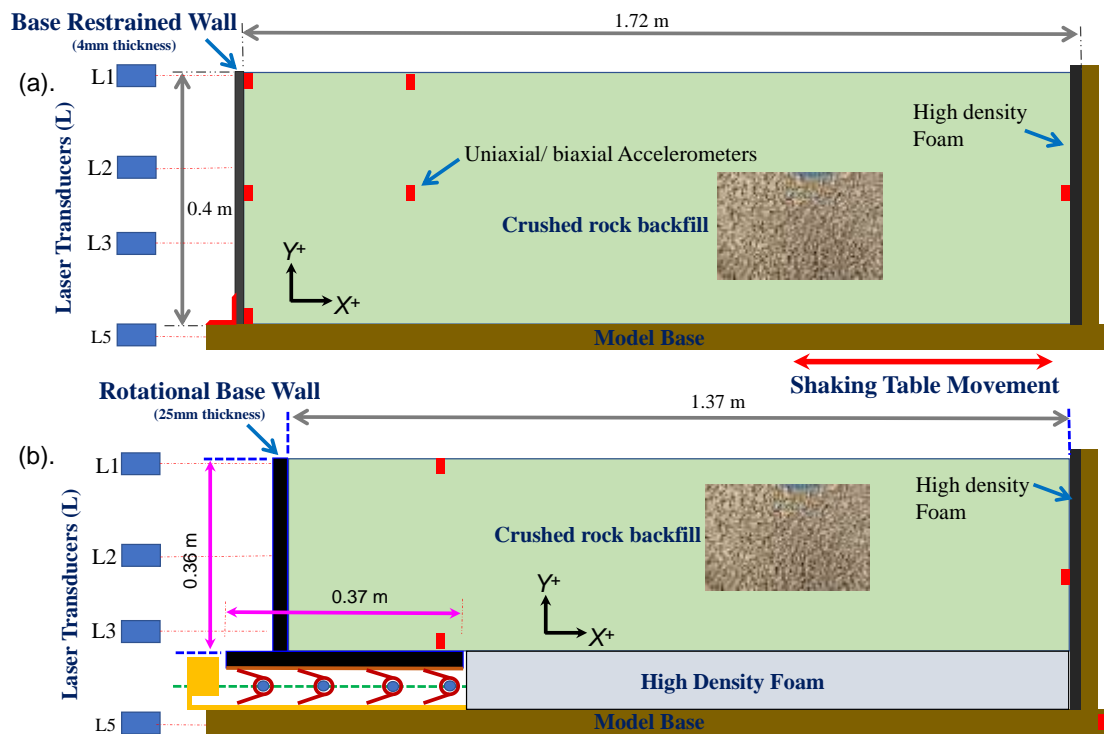 Base Restrained Wall
(4mm thickness)
1.72 m
(a).
L1
L2
L3
L5
Laser Transducers (L)
0.4 m
High density
Foam
Uniaxial/ biaxial Accelerometers
Crushed rock backfill
Y+
X+
Model Base
Shaking Table Movement
Rotational Base Wall
(25mm thickness)
1.37 m
(b).
L1
L2
L3
L5
Laser Transducers (L)
0.36 m
High density
Foam
Crushed rock backfill
0.37 m
Y+
X+
High Density Foam
Model Base